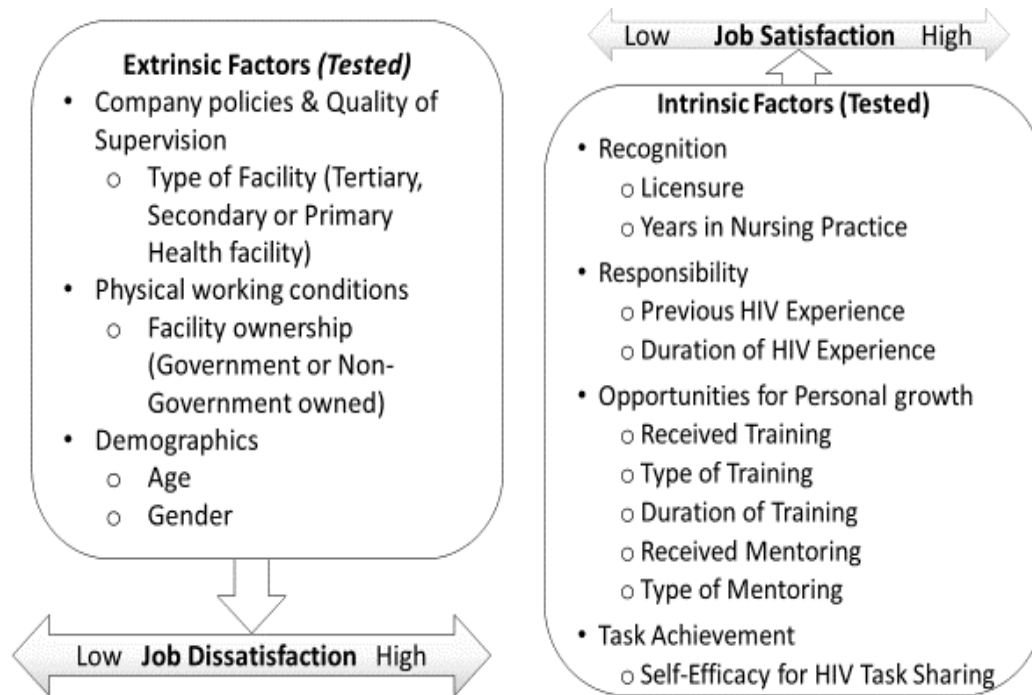 Extrinsic Factors (Tested)
• Company policies & Quality of
Supervision
o Type of Facility (Tertiary,
Secondary or Primary
Health facility)
• Physical working conditions
o Facility ownership
(Government or Non-
Government owned)
• Demographics
o Age
o Gender
Low Job Dissatisfaction High
Low Job Satisfaction High
Intrinsic Factors (Tested)
• Recognition
o Licensure
o Years in Nursing Practice
• Responsibility
o Previous HIV Experience
o Duration of HIV Experience
• Opportunities for Personal growth
o Received Training
o Type of Training
o Duration of Training
o Received Mentoring
o Type of Mentoring
• Task Achievement
o Self-Efficacy for HIV Task Sharing